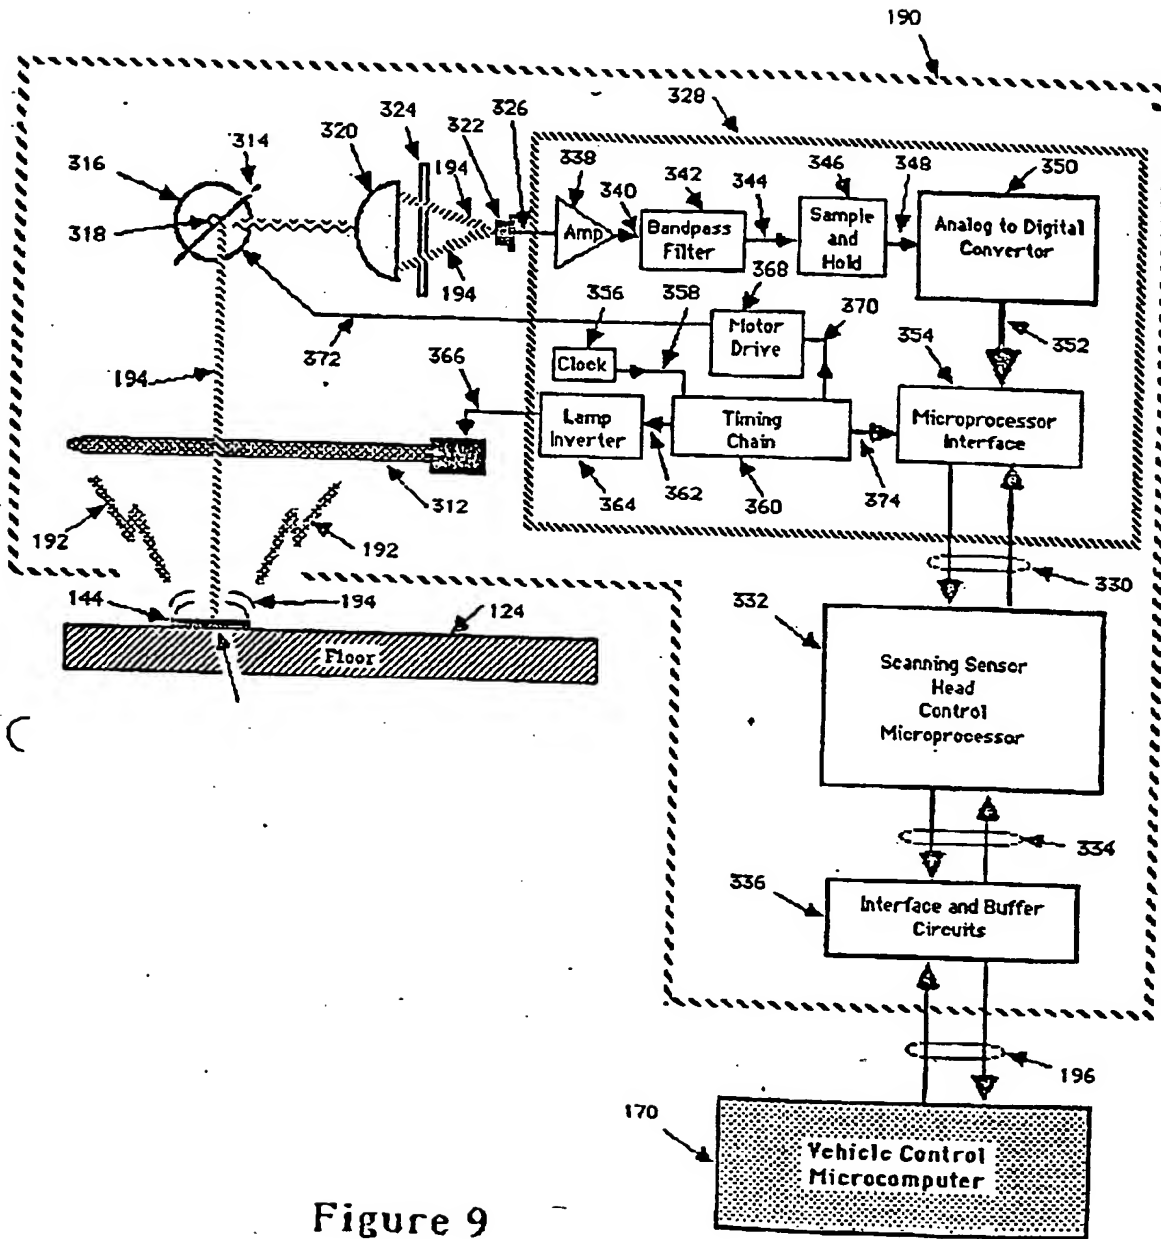 190
328
324
326
320
322
314
316
338
346
350
342
348
194
340
344
318
Amp
Bandpass
Filter
Sample
and
Hold
Analog to Digital
Convertor
368
194
356
358
370
Motor
Drive
352
372
354
366
Clock
194
Lamp
Inverter
Timing
Chain
Microprocessor
Interface
362
374
364
360
312
192
192
330
144
194
124
332
Floor
Scanning Sensor
Head
Control
Microprocessor
334
336
Interface and Buffer
Circuits
196
170
Vehicle Control
Microcomputer
Figure 9